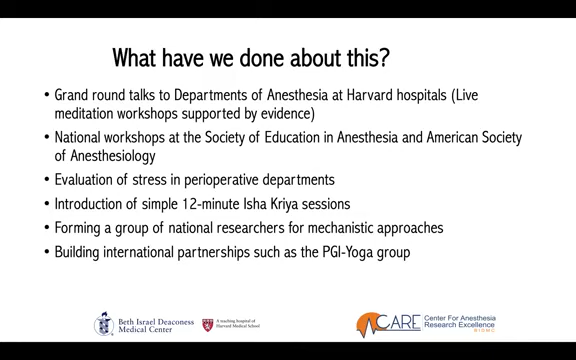 What have we done about this?
• Grand round talks to Departments of Anesthesia at Harvard hospitals (Live
meditation workshops supported by evidence)
• National workshops at the Society of Education in Anesthesia and American Society
of Anesthesiology
• Evaluation of stress in perioperative departments
• Introduction of simple 12-minute Isha Kriya sessions
• Forming a group of national researchers for mechanistic approaches
• Building international partnerships such as the PGI-Yoga group
Beth Israel Deaconess
Medical Center
A teaching hospital of
Harvard Medical School
CARE
Center For Anesthesia
Research Excellence
BIDMC